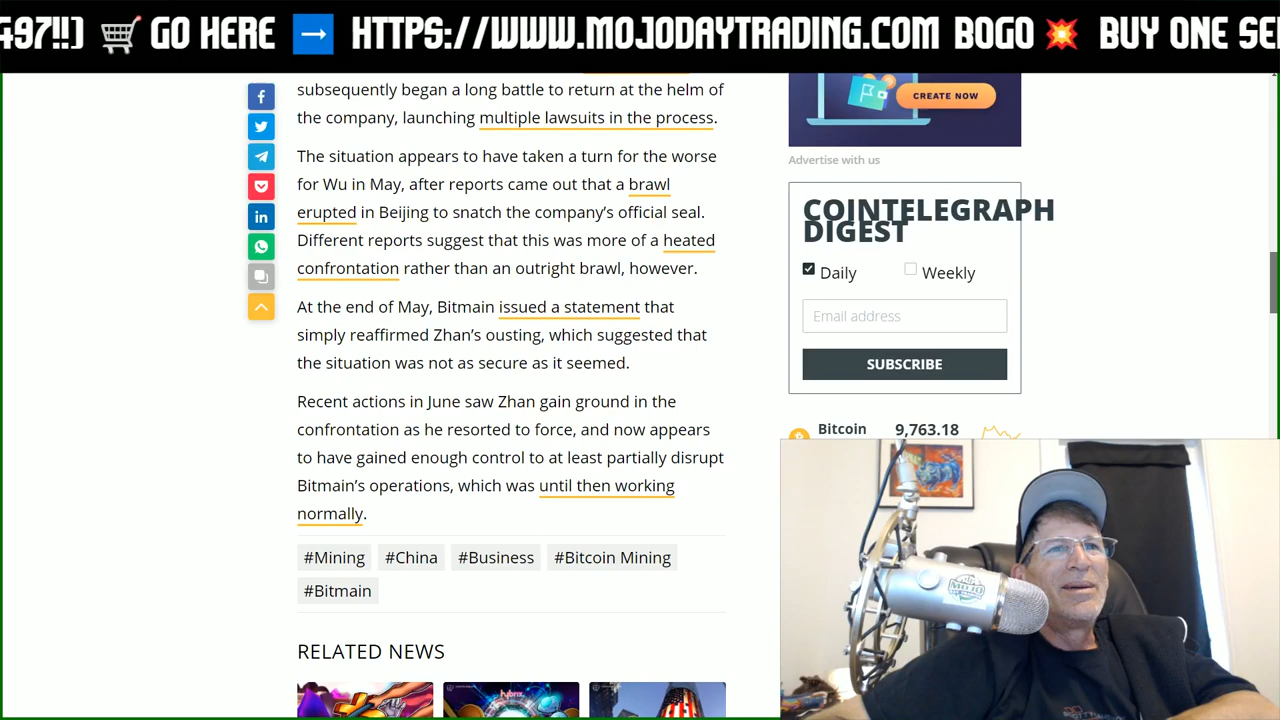 497!!) 🛒 GO HERE ➡ HTTPS://WWW.MOJODAYTRADING.COM BOGO 💥 BUY ONE SE
subsequently began a long battle to return at the helm of
the company, launching multiple lawsuits in the process.
The situation appears to have taken a turn for the worse
for Wu in May, after reports came out that a brawl
erupted in Beijing to snatch the company’s official seal.
Different reports suggest that this was more of a heated
confrontation rather than an outright brawl, however.
At the end of May, Bitmain issued a statement that
simply reaffirmed Zhan’s ousting, which suggested that
the situation was not as secure as it seemed.
Recent actions in June saw Zhan gain ground in the
confrontation as he resorted to force, and now appears
to have gained enough control to at least partially disrupt
Bitmain’s operations, which was until then working
normally.
#Mining #China #Business #Bitcoin Mining
#Bitmain
RELATED NEWS
hybrix
CREATE NOW
Advertise with us
COINTELEGRAPH
DIGEST
Daily Weekly
Email address
SUBSCRIBE
Bitcoin 9,763.18
MOJO